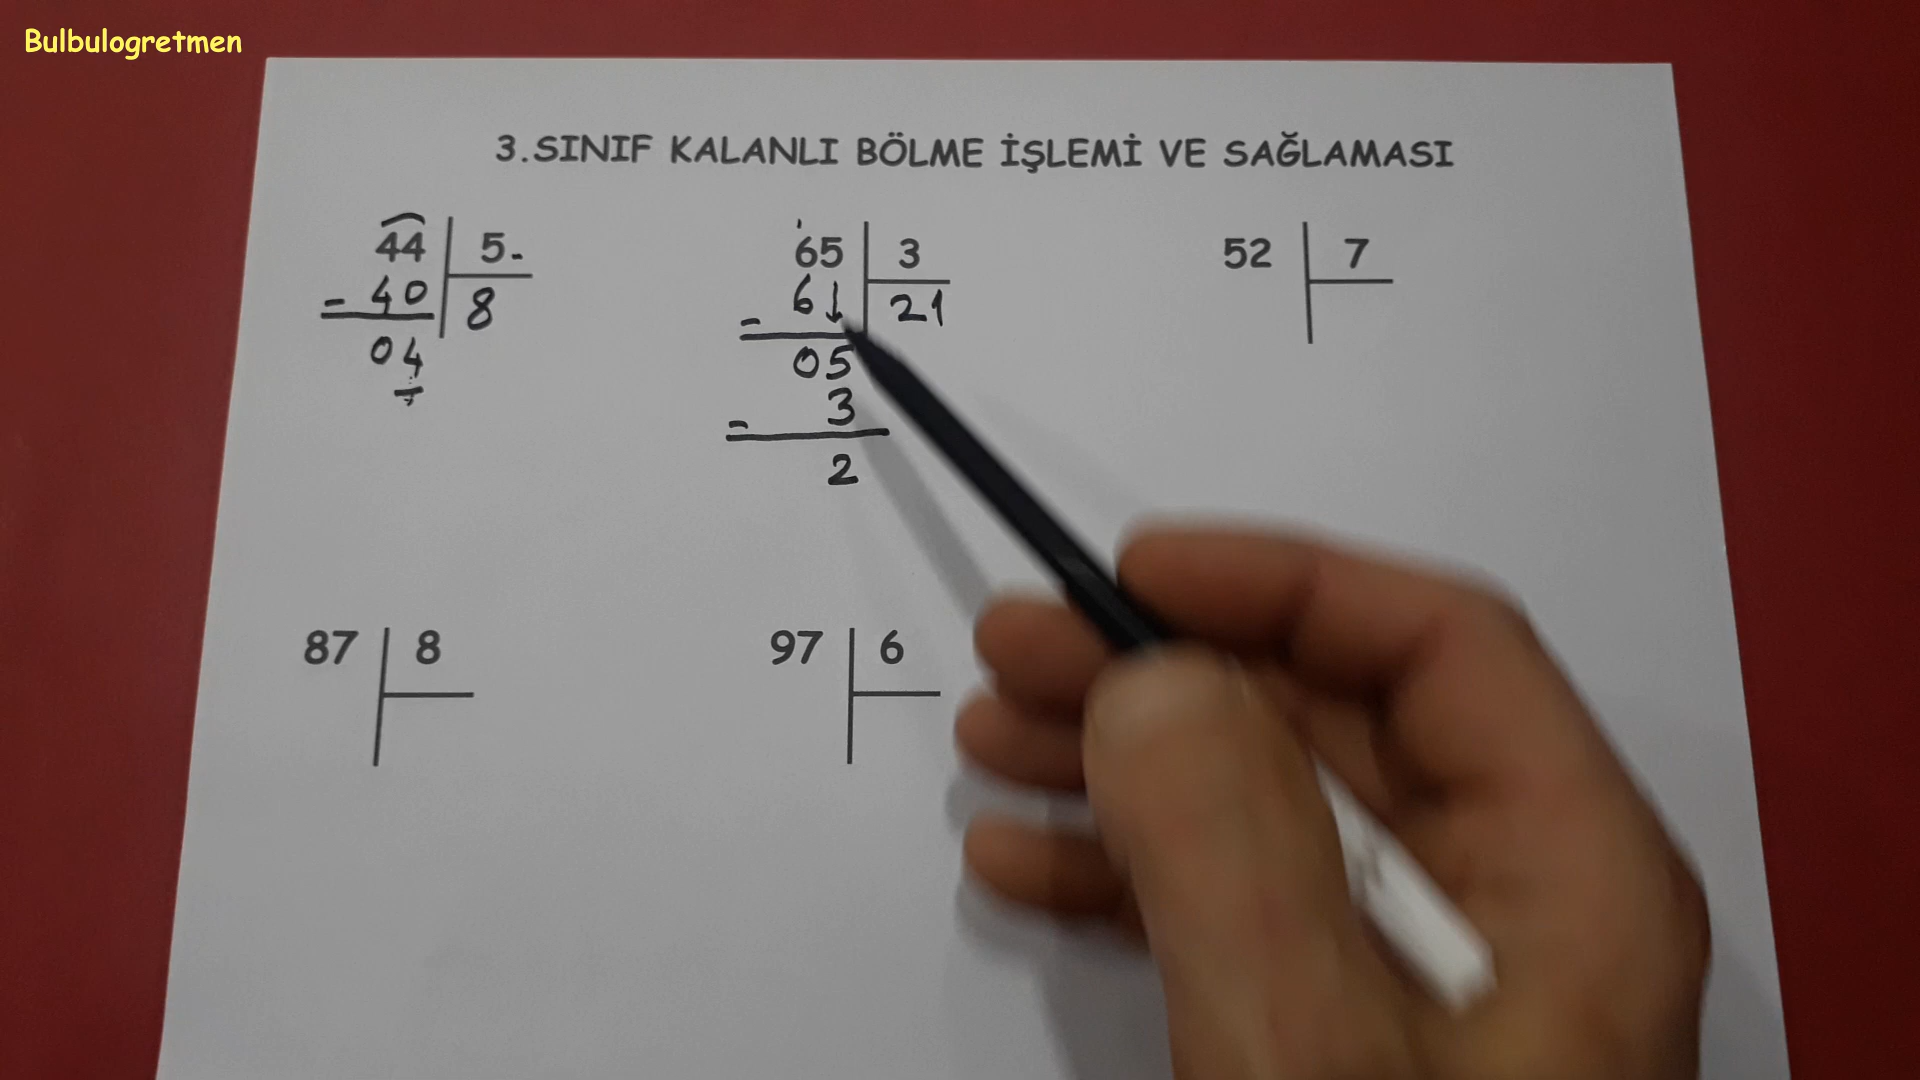 Bulbulogretmen
3.SINIF KALANLI BÖLME İŞLEMİ VE SAĞLAMASI
44 5
- 40 8
04
65 3
- 6 21
05
- 3
2
52 7
87 8
97 6